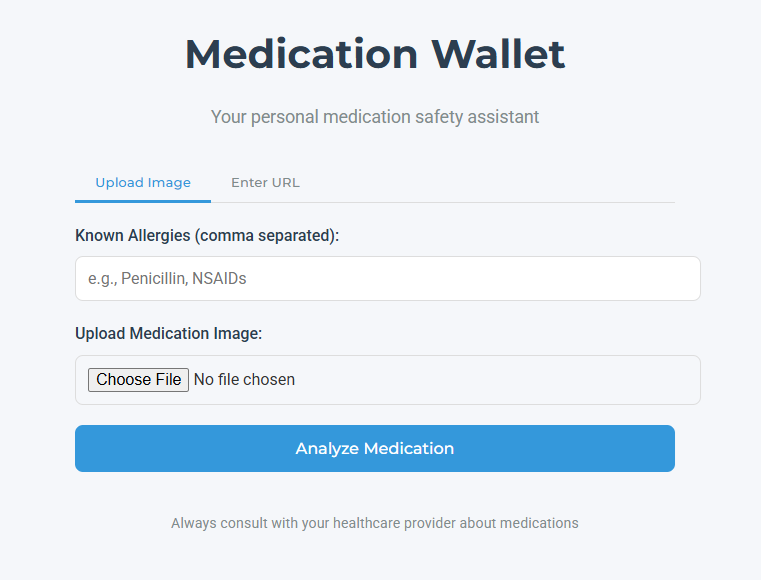 Medication Wallet
Your personal medication safety assistant
Upload Image Enter URL
Known Allergies (comma separated):
e.g., Penicillin, NSAIDs
Upload Medication Image:
Choose File No file chosen
Analyze Medication
Always consult with your healthcare provider about medications